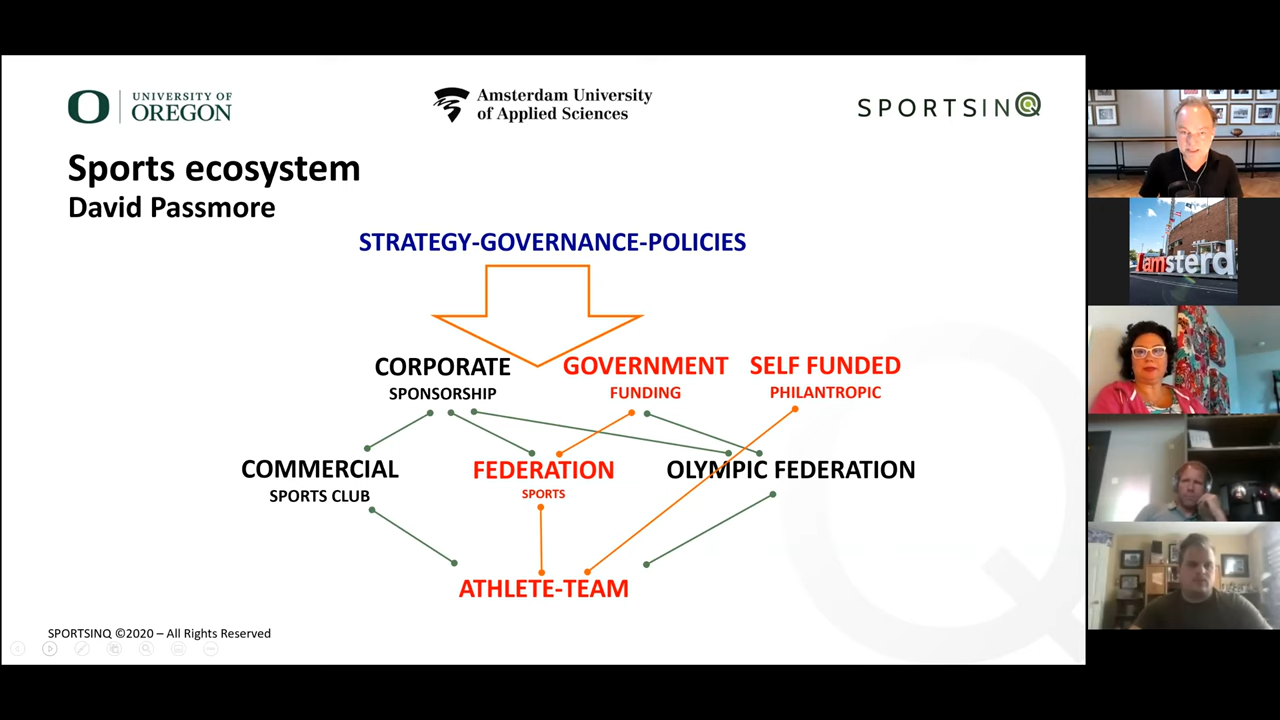 UNIVERSITY OF
OREGON
Amsterdam University
of Applied Sciences
SPORTSINQ
Sports ecosystem
David Passmore
STRATEGY-GOVERNANCE-POLICIES
CORPORATE
SPONSORSHIP
GOVERNMENT
FUNDING
SELF FUNDED
PHILANTROPIC
COMMERCIAL
SPORTS CLUB
FEDERATION
SPORTS
OLYMPIC FEDERATION
ATHLETE-TEAM
SPORTSINQ ©2020 – All Rights Reserved
Iamsterd